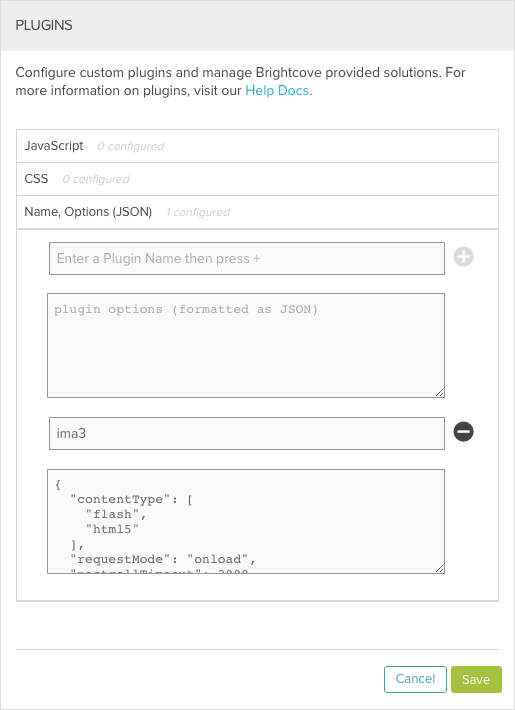 PLUGINS
Configure custom plugins and manage Brightcove provided solutions. For
more information on plugins, visit our Help Docs.
JavaScript 0 configured
CSS 0 configured
Name, Options (JSON) 1 configured
Enter a Plugin Name then press +
plugin options (formatted as JSON)
ima3
{
"contentType": [
"flash",
"html5"
],
"requestMode": "onload",
Cancel Save